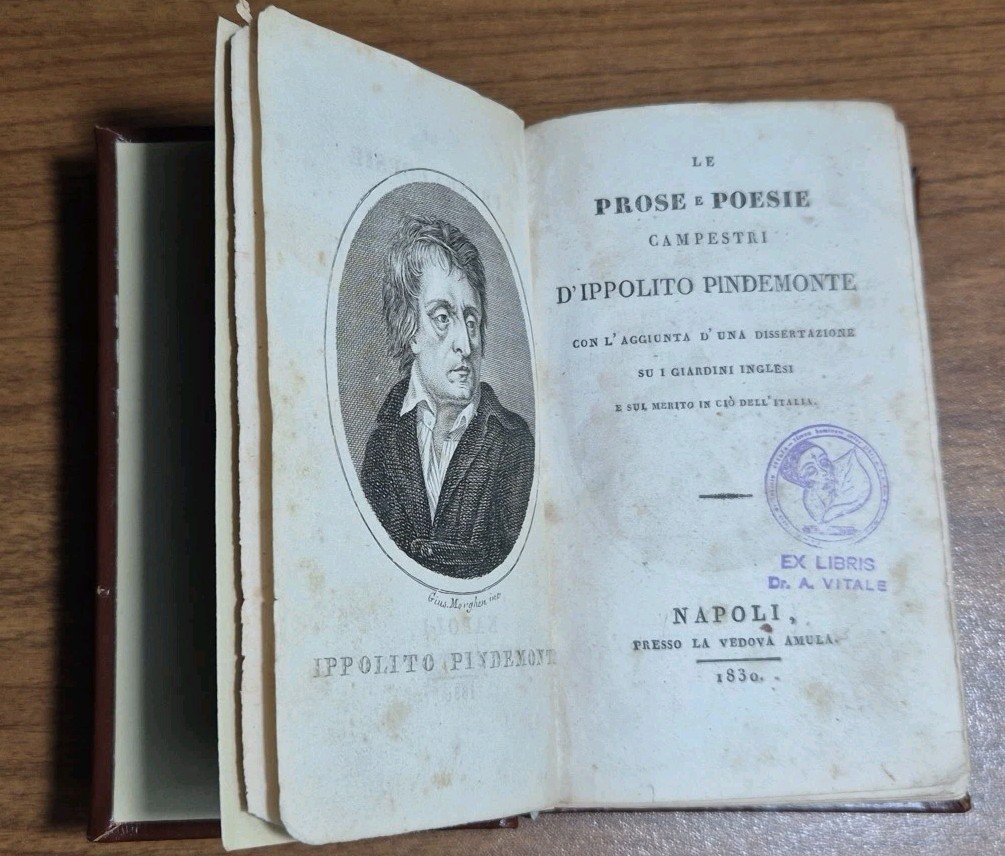 Gius. Morghen inc
IPPOLITO PINDEMONT
LE
PROSE E POESIE
CAMPESTRI
D'IPPOLITO PINDEMONTE
CON L'AGGIUNTA D'UNA DISSERTAZIONE
SU I GIARDINI INGLESI
E SUL MERITO IN CIÒ DELL'ITALIA.
EX LIBRIS
Dr. A. VITALE
NAPOLI,
PRESSO LA VEDOVA AMULA.
1830.